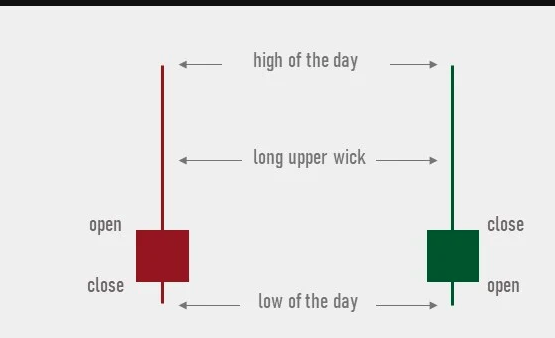 high of the day
long upper wick
open
close
close
open
low of the day